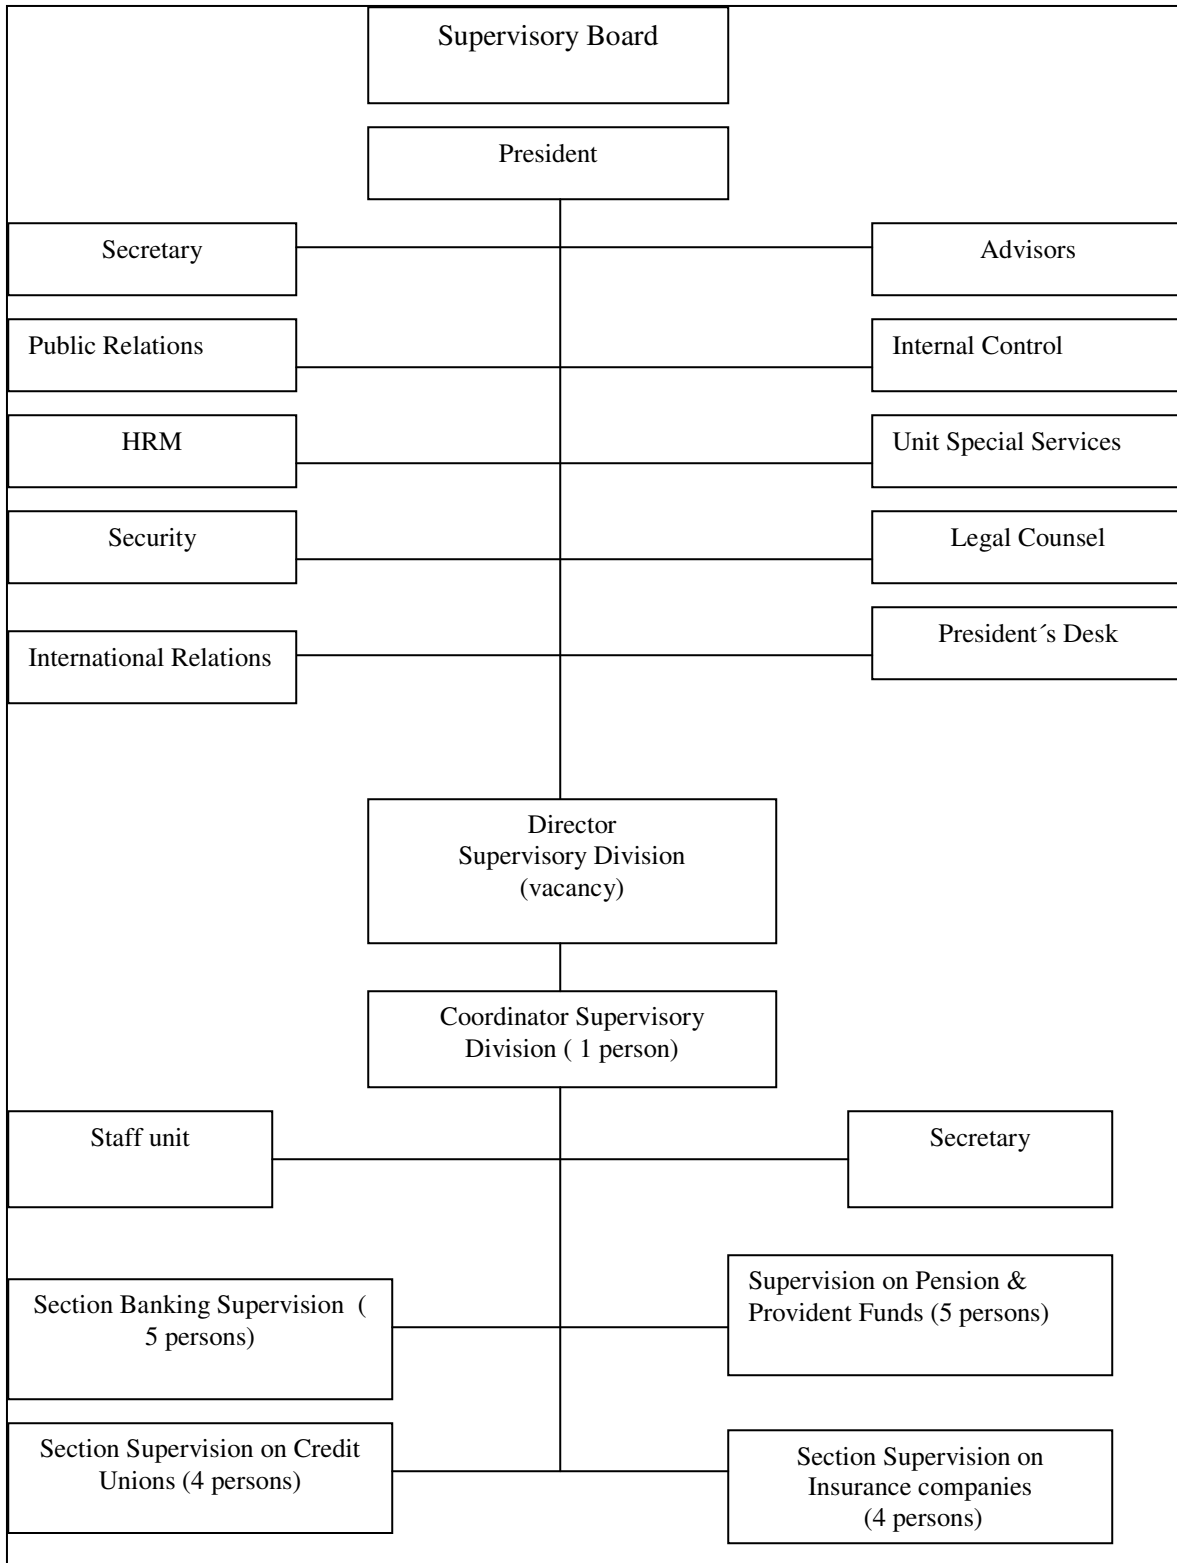 Supervisory Board
President
Secretary
Advisors
Public Relations
Internal Control
HRM
Unit Special Services
Security
Legal Counsel
President´s Desk
International Relations
Director
Supervisory Division
(vacancy)
Coordinator Supervisory
Division ( 1 person)
Staff unit
Secretary
Section Banking Supervision  (
5 persons)
Supervision on Pension &
Provident Funds (5 persons)
Section Supervision on Credit
Unions (4 persons)
Section Supervision on
Insurance companies
(4 persons)